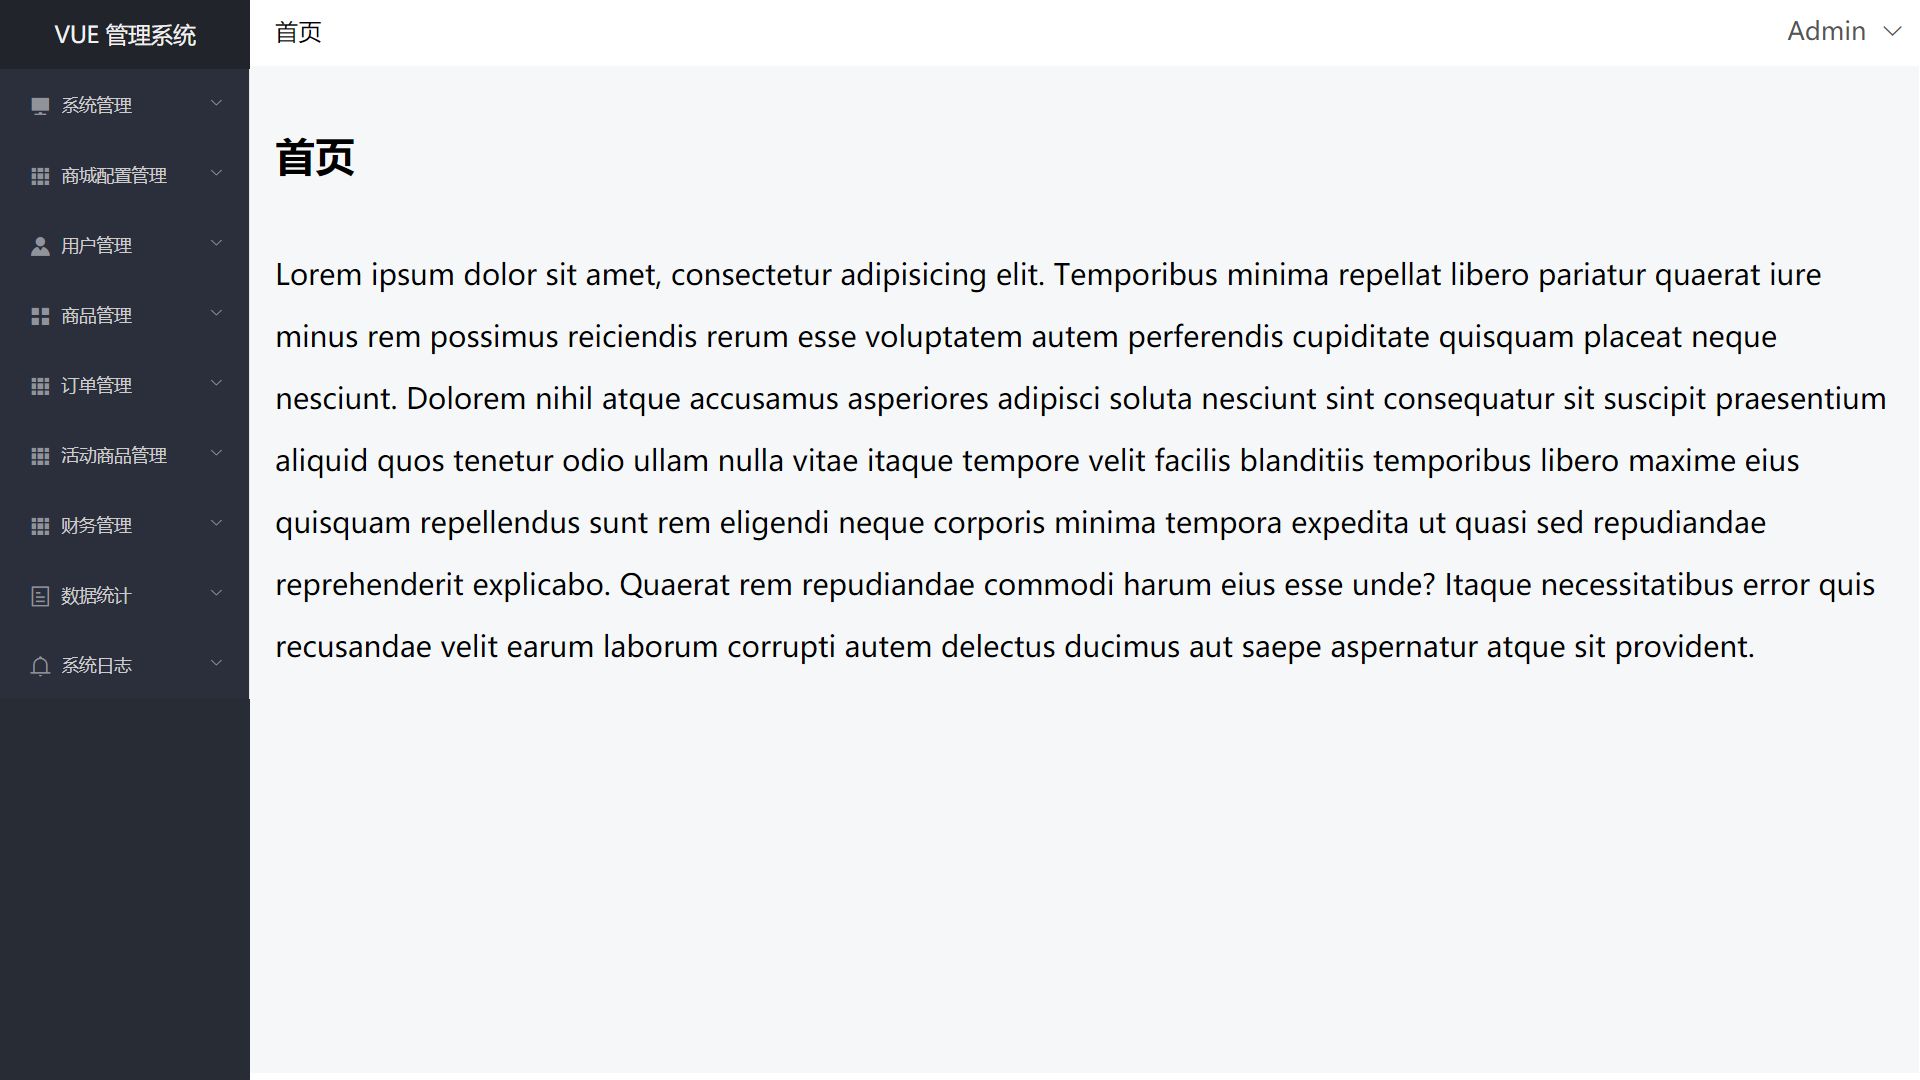 VUE 管理系统
系统管理
商城配置管理
用户管理
商品管理
订单管理
活动商品管理
财务管理
数据统计
系统日志
首页
Admin
首页
Lorem ipsum dolor sit amet, consectetur adipisicing elit. Temporibus minima repellat libero pariatur quaerat iure
minus rem possimus reiciendis rerum esse voluptatem autem perferendis cupiditate quisquam placeat neque
nesciunt. Dolorem nihil atque accusamus asperiores adipisci soluta nesciunt sint consequatur sit suscipit praesentium
aliquid quos tenetur odio ullam nulla vitae itaque tempore velit facilis blanditiis temporibus libero maxime eius
quisquam repellendus sunt rem eligendi neque corporis minima tempora expedita ut quasi sed repudiandae
reprehenderit explicabo. Quaerat rem repudiandae commodi harum eius esse unde? Itaque necessitatibus error quis
recusandae velit earum laborum corrupti autem delectus ducimus aut saepe aspernatur atque sit provident.